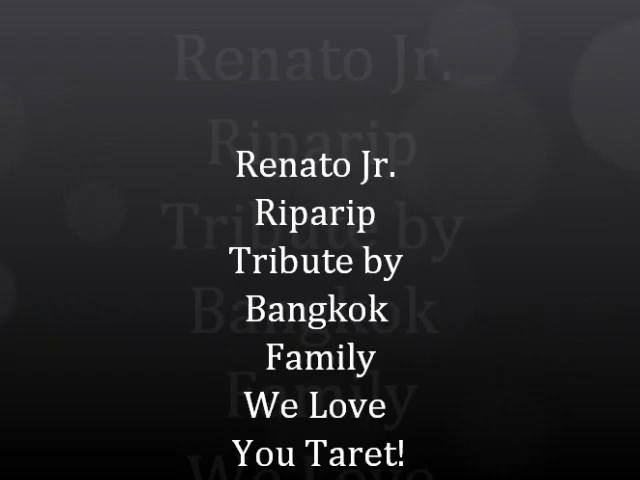 Renato Jr.
Riparip
Tribute by
Bangkok
Family
We Love
You Taret!